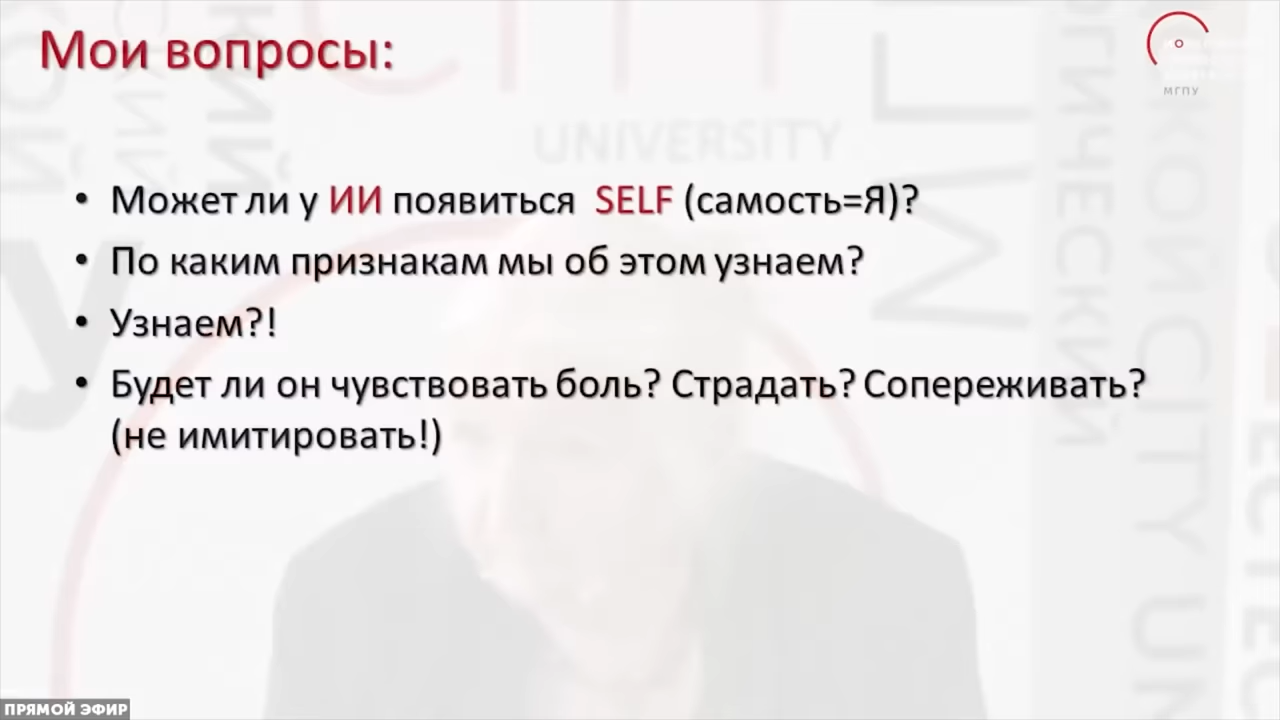 Мои вопросы:
МГПУ
UNIVERSITY
• Может ли у ИИ появиться SELF (самость=Я)?
• По каким признакам мы об этом узнаем?
• Узнаем?!
• Будет ли он чувствовать боль? Страдать? Сопереживать?
(не имитировать!)
ПРЯМОЙ ЭФИР